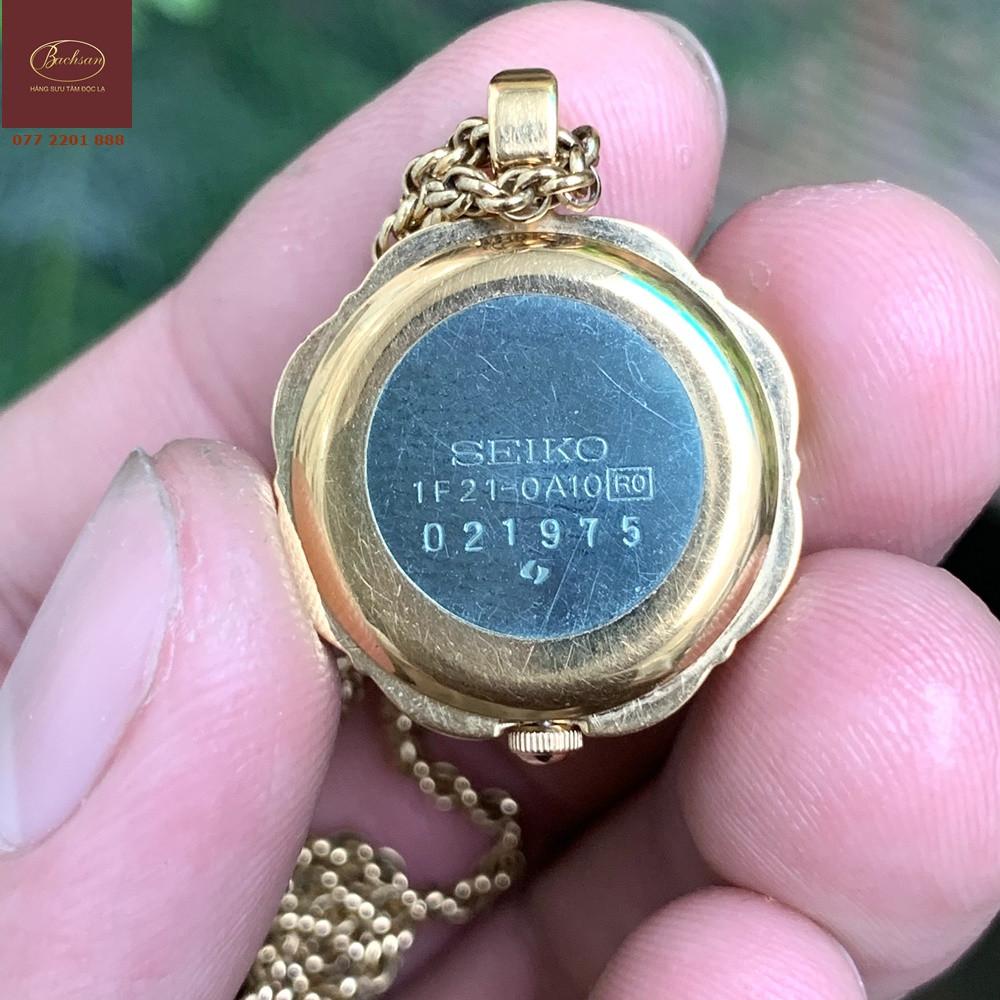 Bachsan
HÀNG SƯU TẦM ĐỘC LẠ
077 2201 888
SEIKO
1F21-0A10 R0
021975